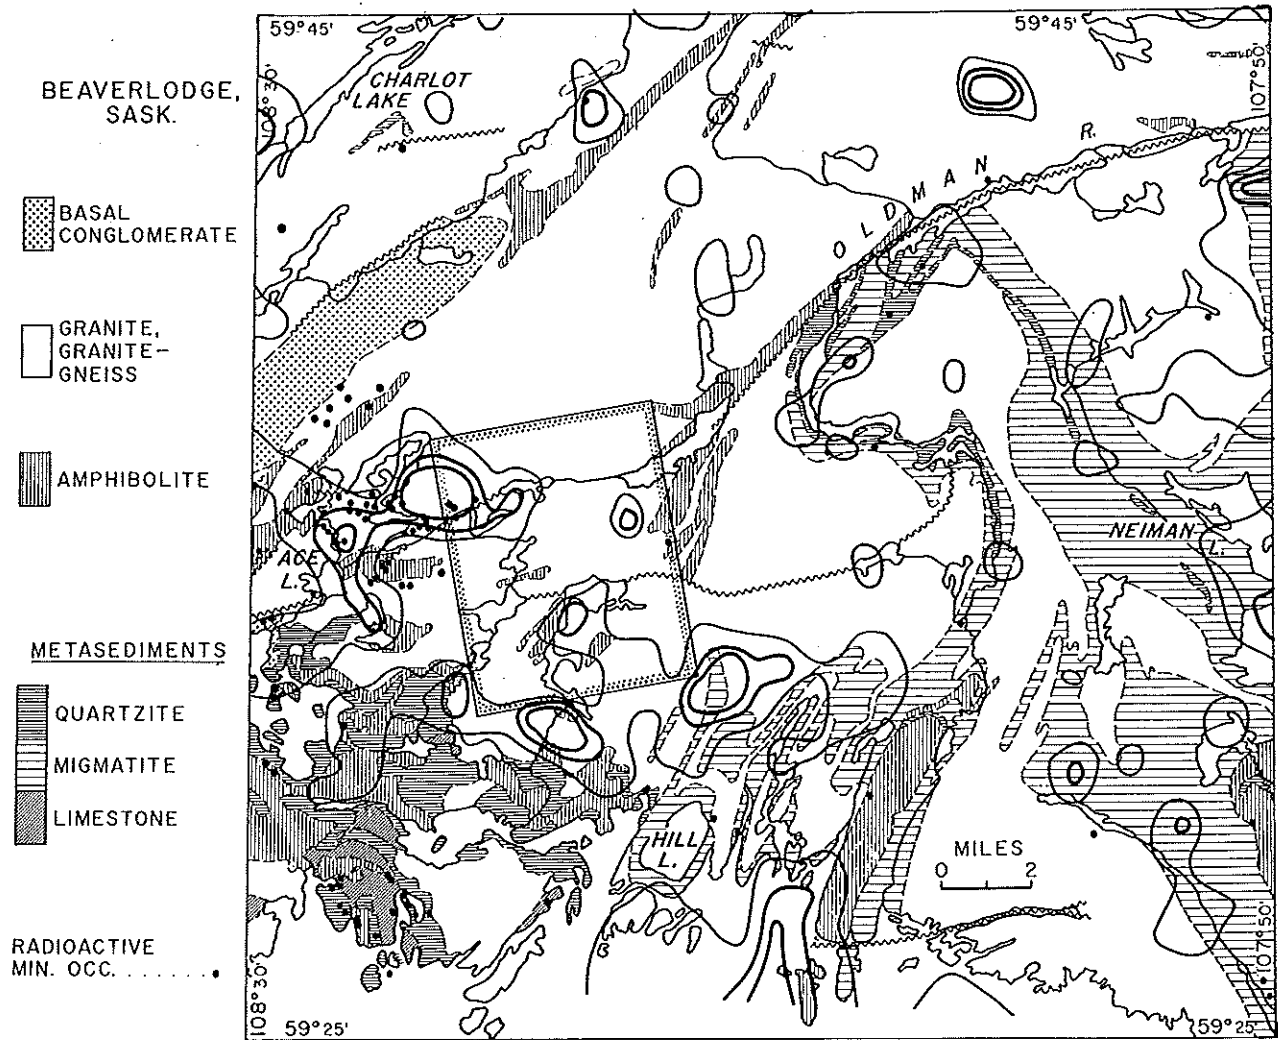 BEAVERLODGE,
SASK.
BASAL
CONGLOMERATE
GRANITE,
GRANITE-
GNEISS
AMPHIBOLITE
METASEDIMENTS
QUARTZITE
MIGMATITE
LIMESTONE
RADIOACTIVE
MIN. OCC. . . . . . . .
59°45'
59°45'
108°30'
107°50'
CHARLOT
LAKE
OLDMAN R.
ACE
L.S.
NEIMAN
L.
HILL
L.
MILES
0 2
108°30'
107°50'
59°25'
59°25'